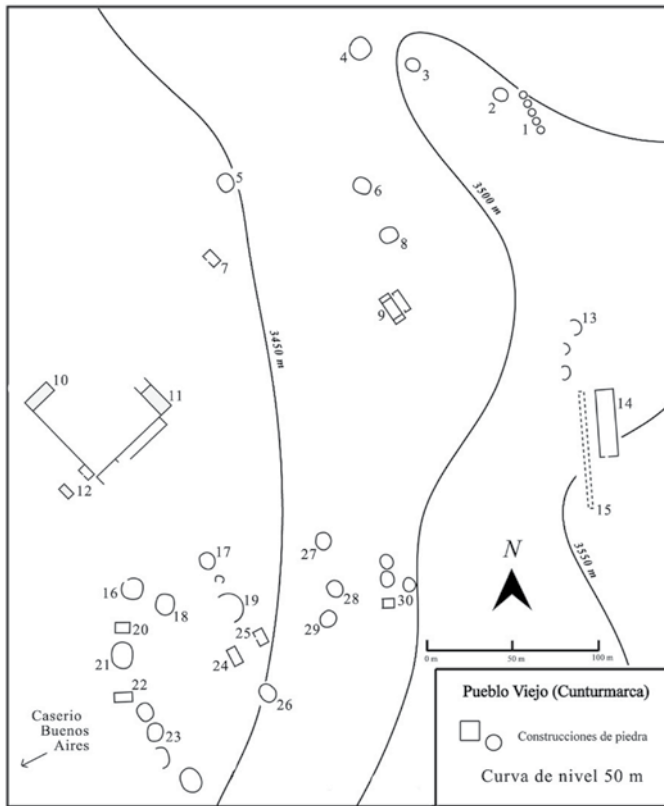 4
3
2
1
5
6
3500 m
8
7
9
13
3450 m
10
11
14
12
15
17
27
N
3550 m
16
18
19
28
30
20
29
25
21
24
0 m
50 m
100 m
22
26
Pueblo Viejo (Cunturmarca)
Caserio
Buenos
Aires
23
Construcciones de piedra
Curva de nivel 50 m